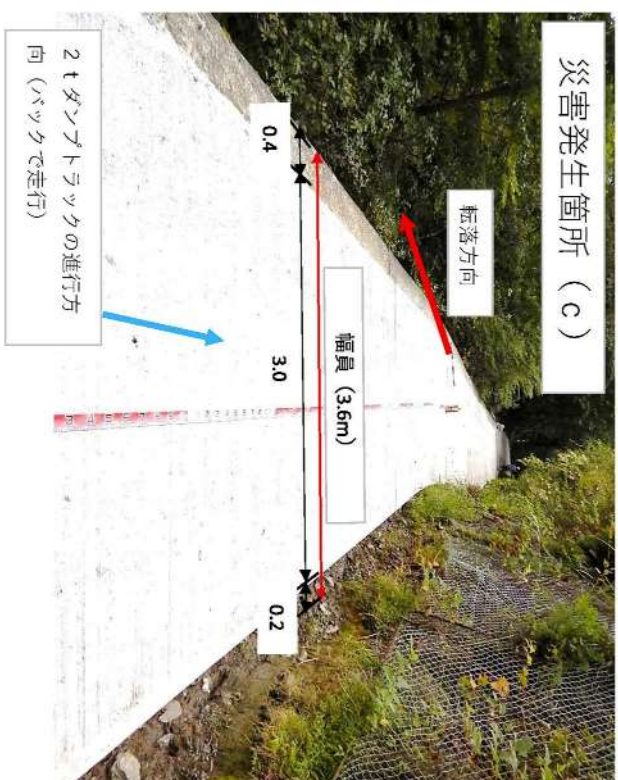 災害発生箇所（c）
転落方向
幅員（3.6m）
0.4
3.0
0.2
2tダンプトラックの進行方
向（バックで走行）